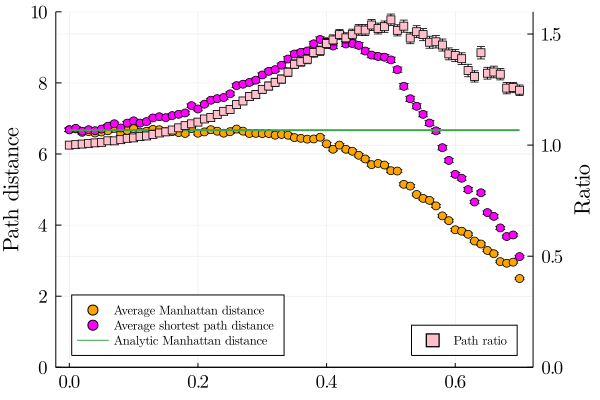 10
8
6
4
2
0
Path distance
0.0
0.2
0.4
0.6
1.5
1.0
0.5
0.0
Ratio
Average Manhattan distance
Average shortest path distance
Analytic Manhattan distance
Path ratio